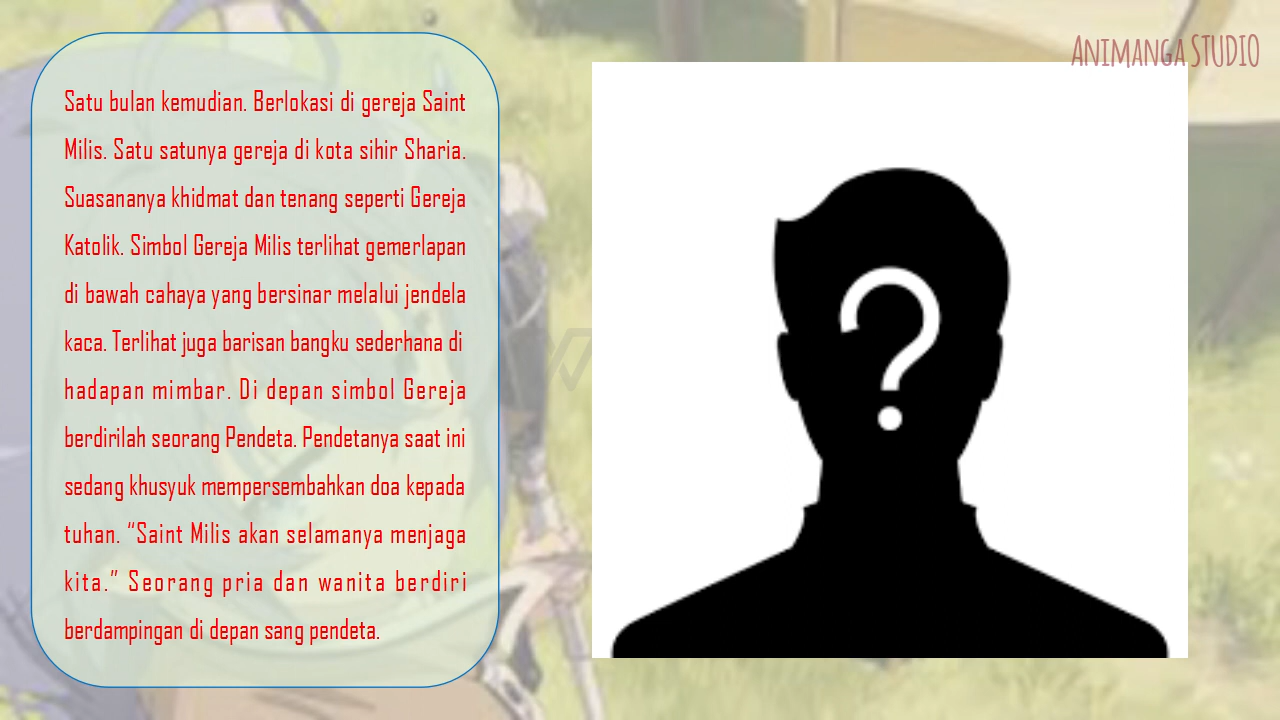 Satu bulan kemudian. Berlokasi di gereja Saint
Milis. Satu satunya gereja di kota sihir Sharia.
Suasananya khidmat dan tenang seperti Gereja
Katolik. Simbol Gereja Milis terlihat gemerlapan
di bawah cahaya yang bersinar melalui jendela
kaca. Terlihat juga barisan bangku sederhana di
hadapan mimbar. Di depan simbol Gereja
berdirilah seorang Pendeta. Pendetanya saat ini
sedang khusyuk mempersembahkan doa kepada
tuhan. “Saint Milis akan selamanya menjaga
kita.” Seorang pria dan wanita berdiri
berdampingan di depan sang pendeta.
ANIMANGA STUDIO
?